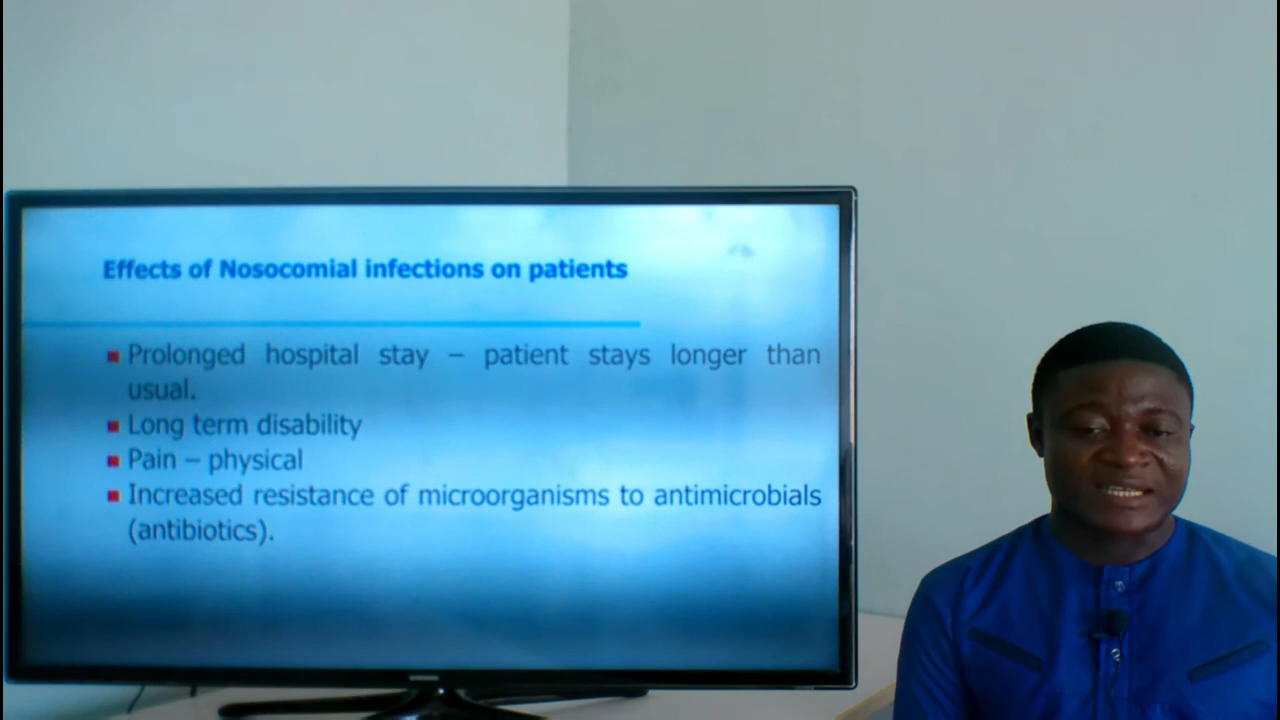 Effects of Nosocomial infections on patients
■ Prolonged hospital stay – patient stays longer than
usual.
■ Long term disability
■ Pain – physical
■ Increased resistance of microorganisms to antimicrobials
(antibiotics).